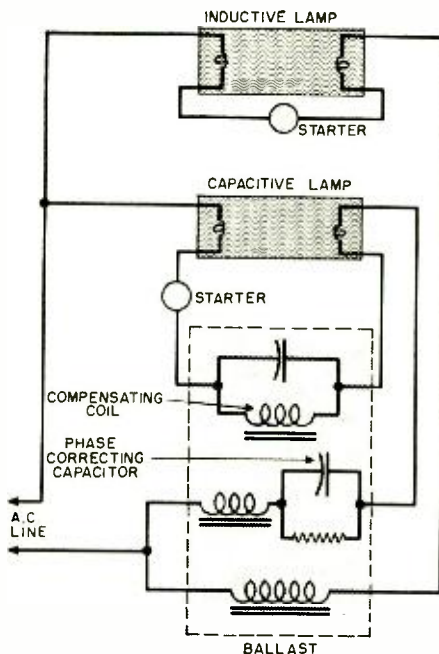 INDUCTIVE LAMP
STARTER
CAPACITIVE LAMP
STARTER
COMPENSATING
COIL
PHASE
CORRECTING
CAPACITOR
A.C
LINE
BALLAST